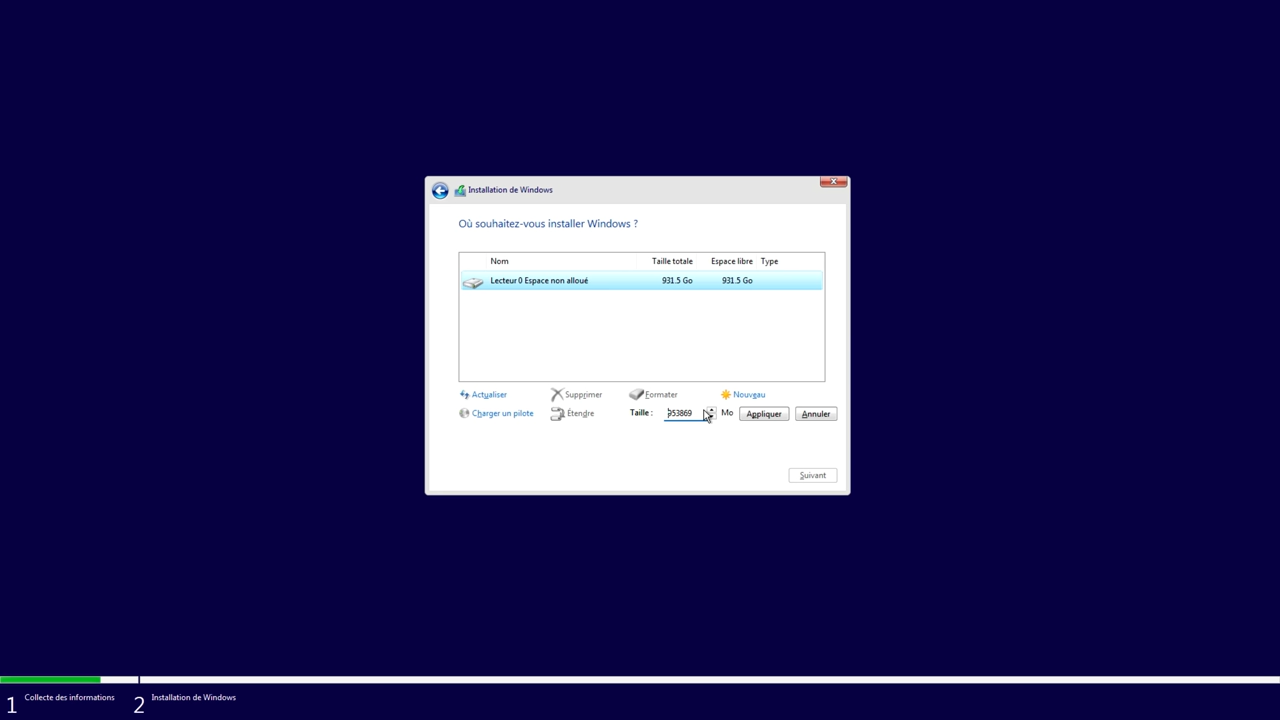 Installation de Windows
Où souhaitez-vous installer Windows ?
Nom Taille totale Espace libre Type
Lecteur 0 Espace non alloué 931.5 Go 931.5 Go
Actualiser Supprimer Formater Nouveau
Charger un pilote Étendre Taille : 953869 Mo Appliquer Annuler
Suivant
1 Collecte des informations 2 Installation de Windows